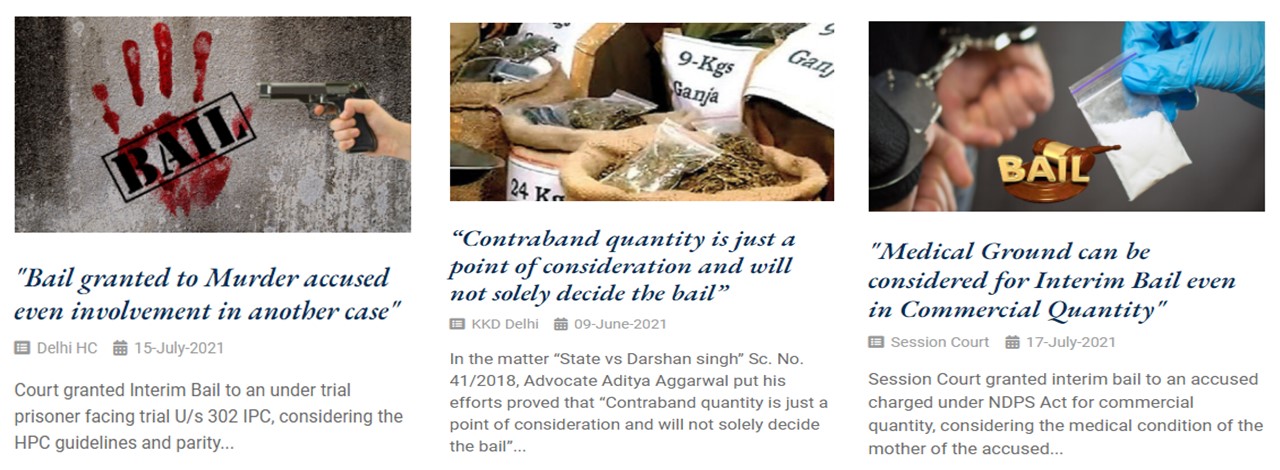 BAIL
"Bail granted to Murder accused
even involvement in another case"
Delhi HC 15-July-2021
Court granted Interim Bail to an under trial
prisoner facing trial U/s 302 IPC, considering the
HPC guidelines and parity...
9-Kgs
Ganja
24 Kg
“Contraband quantity is just a
point of consideration and will
not solely decide the bail”
KKD Delhi 09-June-2021
In the matter “State vs Darshan singh” Sc. No.
41/2018, Advocate Aditya Aggarwal put his
efforts proved that “Contraband quantity is just a
point of consideration and will not solely decide
the bail”...
BAIL
"Medical Ground can be
considered for Interim Bail even
in Commercial Quantity"
Session Court 17-July-2021
Session Court granted interim bail to an accused
charged under NDPS Act for commercial
quantity, considering the medical condition of the
mother of the accused...